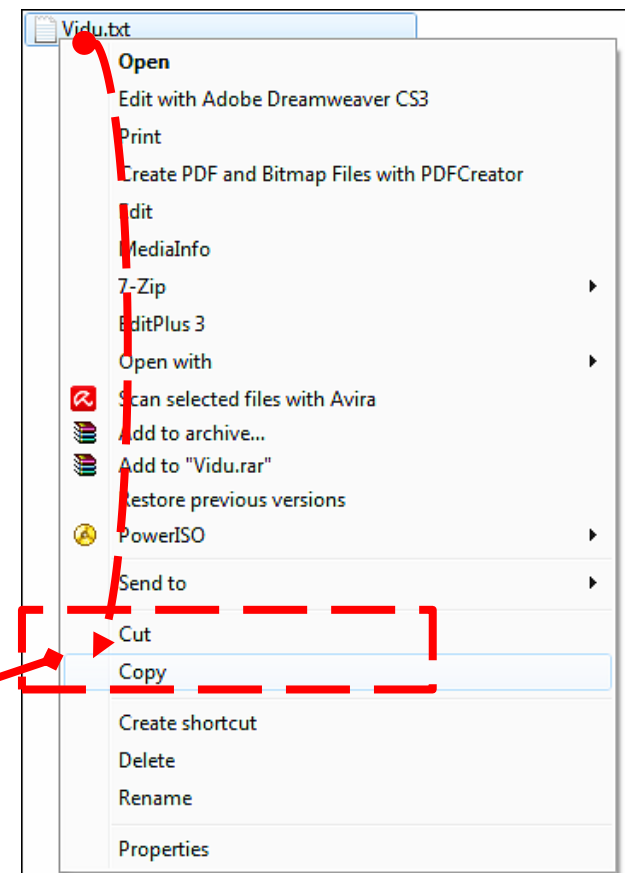 Vidu.txt
Open
Edit with Adobe Dreamweaver CS3
Print
Create PDF and Bitmap Files with PDFCreator
Edit
MediaInfo
7-Zip
EditPlus 3
Open with
Scan selected files with Avira
Add to archive...
Add to "Vidu.rar"
Restore previous versions
PowerISO
Send to
Cut
Copy
Create shortcut
Delete
Rename
Properties